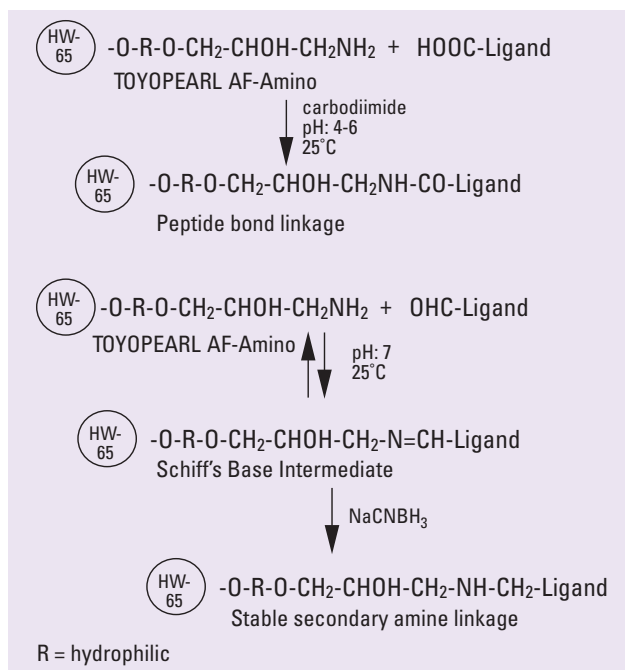 HW-
65
-O-R-O-CH₂-CHOH-CH₂NH₂ + HOOC-Ligand
TOYOPEARL AF-Amino
carbodiimide
pH: 4-6
25˚C
HW-
65
-O-R-O-CH₂-CHOH-CH₂NH-CO-Ligand
Peptide bond linkage
HW-
65
-O-R-O-CH₂-CHOH-CH₂NH₂ + OHC-Ligand
TOYOPEARL AF-Amino
pH: 7
25˚C
HW-
65
-O-R-O-CH₂-CHOH-CH₂-N=CH-Ligand
Schiff's Base Intermediate
NaCNBH₃
HW-
65
-O-R-O-CH₂-CHOH-CH₂-NH-CH₂-Ligand
Stable secondary amine linkage
R = hydrophilic